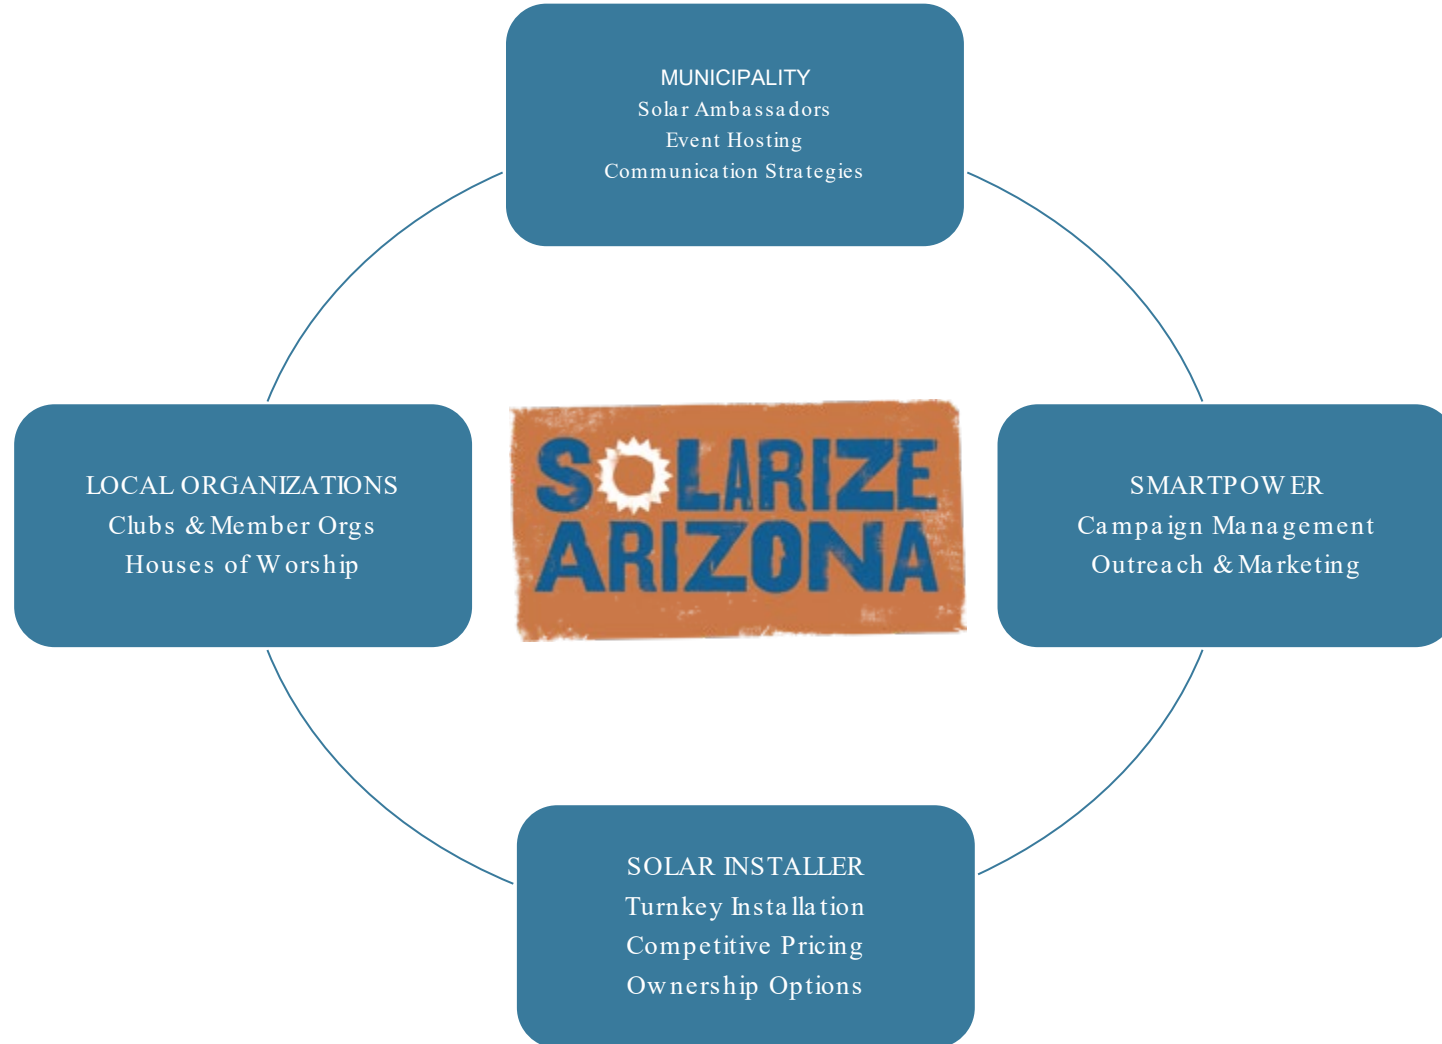 MUNICIPALITY
Solar Ambassadors
Event Hosting
Communication Strategies
LOCAL ORGANIZATIONS
Clubs & Member Orgs
Houses of Worship
SOLARIZE
ARIZONA
SMARTPOWER
Campaign Management
Outreach & Marketing
SOLAR INSTALLER
Turnkey Installation
Competitive Pricing
Ownership Options